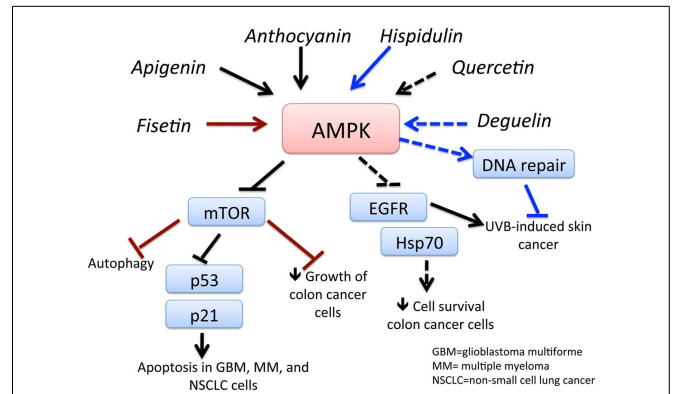 Anthocyanin
Hispidulin
Apigenin
Quercetin
Fisetin
AMPK
Deguelin
DNA repair
mTOR
EGFR
Hsp70
UVB-induced skin
cancer
Autophagy
p53
p21
🡻 Growth of
colon cancer
cells
🡻 Cell survival
colon cancer cells
Apoptosis in GBM, MM, and
NSCLC cells
GBM=glioblastoma multiforme
MM= multiple myeloma
NSCLC=non-small cell lung cancer